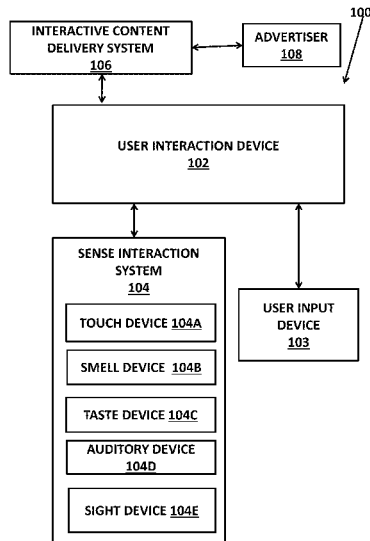 INTERACTIVE CONTENT
DELIVERY SYSTEM
106
ADVERTISER
108
100
USER INTERACTION DEVICE
102
SENSE INTERACTION
SYSTEM
104
TOUCH DEVICE 104A
SMELL DEVICE 104B
TASTE DEVICE 104C
AUDITORY DEVICE
104D
SIGHT DEVICE 104E
USER INPUT
DEVICE
103